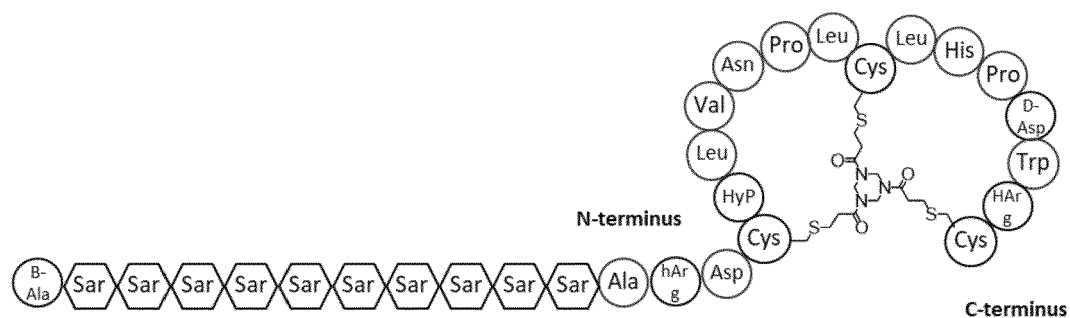 Leu
Leu
Pro
His
Asn
Cys
Pro
Val
D-
Asp
S
Leu
Trp
O
N
O
HyP
N
N
HAr
g
N-terminus
S
S
O
Cys
Cys
B-
Ala
Sar Sar Sar Sar Sar Sar Sar Sar Sar Sar
Ala
hAr
g
Asp
C-terminus